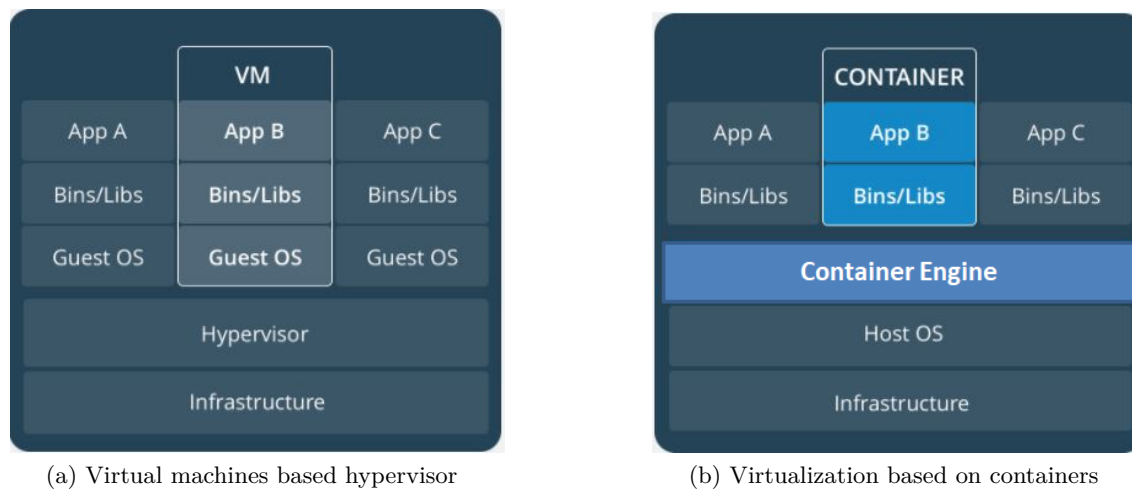 VM
App A App B App C
Bins/Libs Bins/Libs Bins/Libs
Guest OS Guest OS Guest OS
Hypervisor
Infrastructure
(a) Virtual machines based hypervisor
CONTAINER
App A App B App C
Bins/Libs Bins/Libs Bins/Libs
Container Engine
Host OS
Infrastructure
(b) Virtualization based on containers